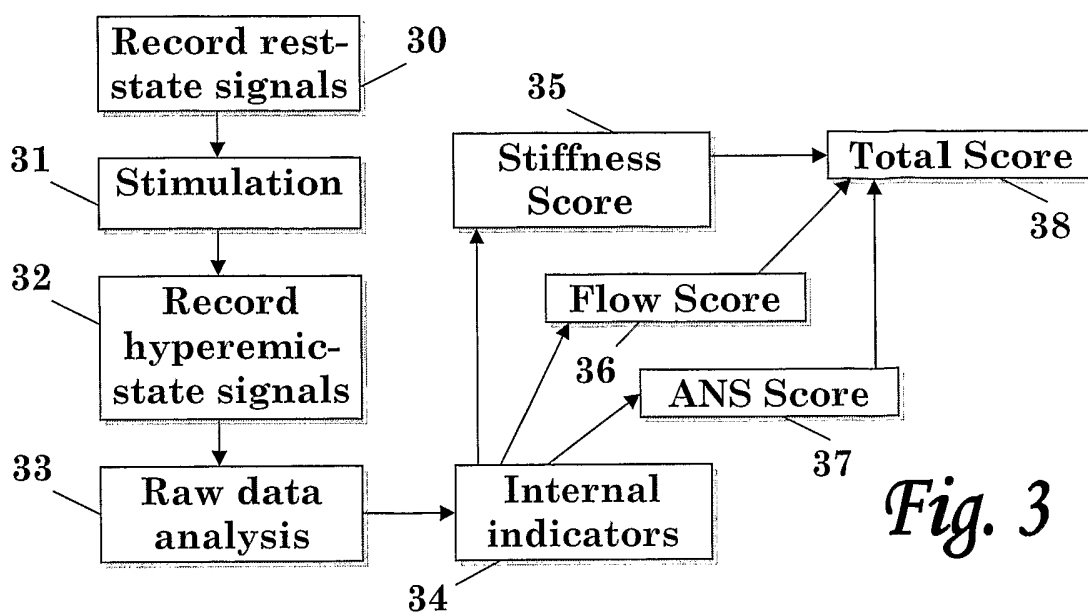 Record rest-
state signals
30
31
Stimulation
32
Record
hyperemic-
state signals
33
Raw data
analysis
Internal
indicators
34
35
Stiffness
Score
Flow Score
36
ANS Score
37
Total Score
38
Fig. 3